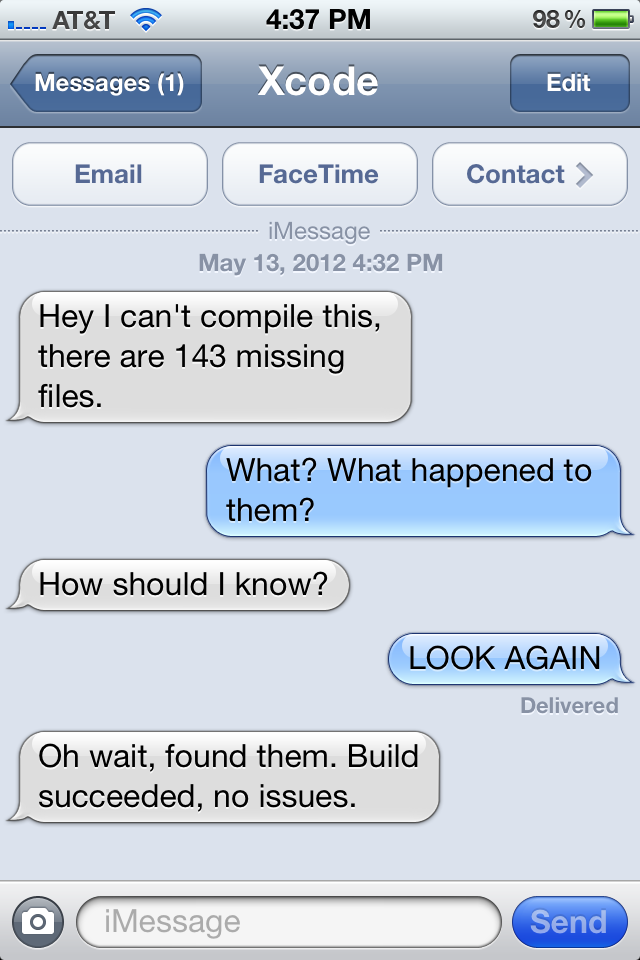 AT&T 4:37 PM 98 %
Messages (1) Xcode Edit
Email FaceTime Contact
iMessage
May 13, 2012 4:32 PM
Hey I can't compile this,
there are 143 missing
files.
What? What happened to
them?
How should I know?
LOOK AGAIN
Delivered
Oh wait, found them. Build
succeeded, no issues.
iMessage Send